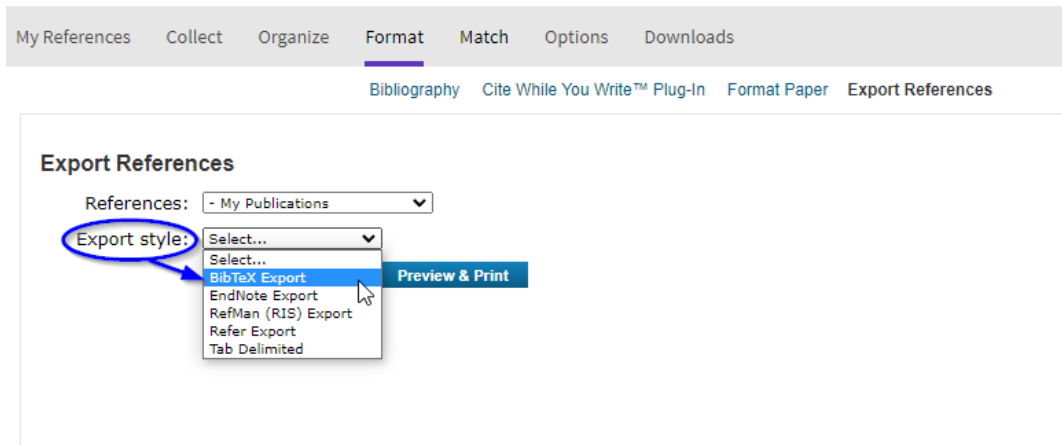 My References Collect Organize Format Match Options Downloads
Bibliography Cite While You Write™ Plug-In Format Paper Export References
Export References
References: - My Publications
Export style: Select...
Select...
BibTeX Export
Preview & Print
EndNote Export
RefMan (RIS) Export
Refer Export
Tab Delimited